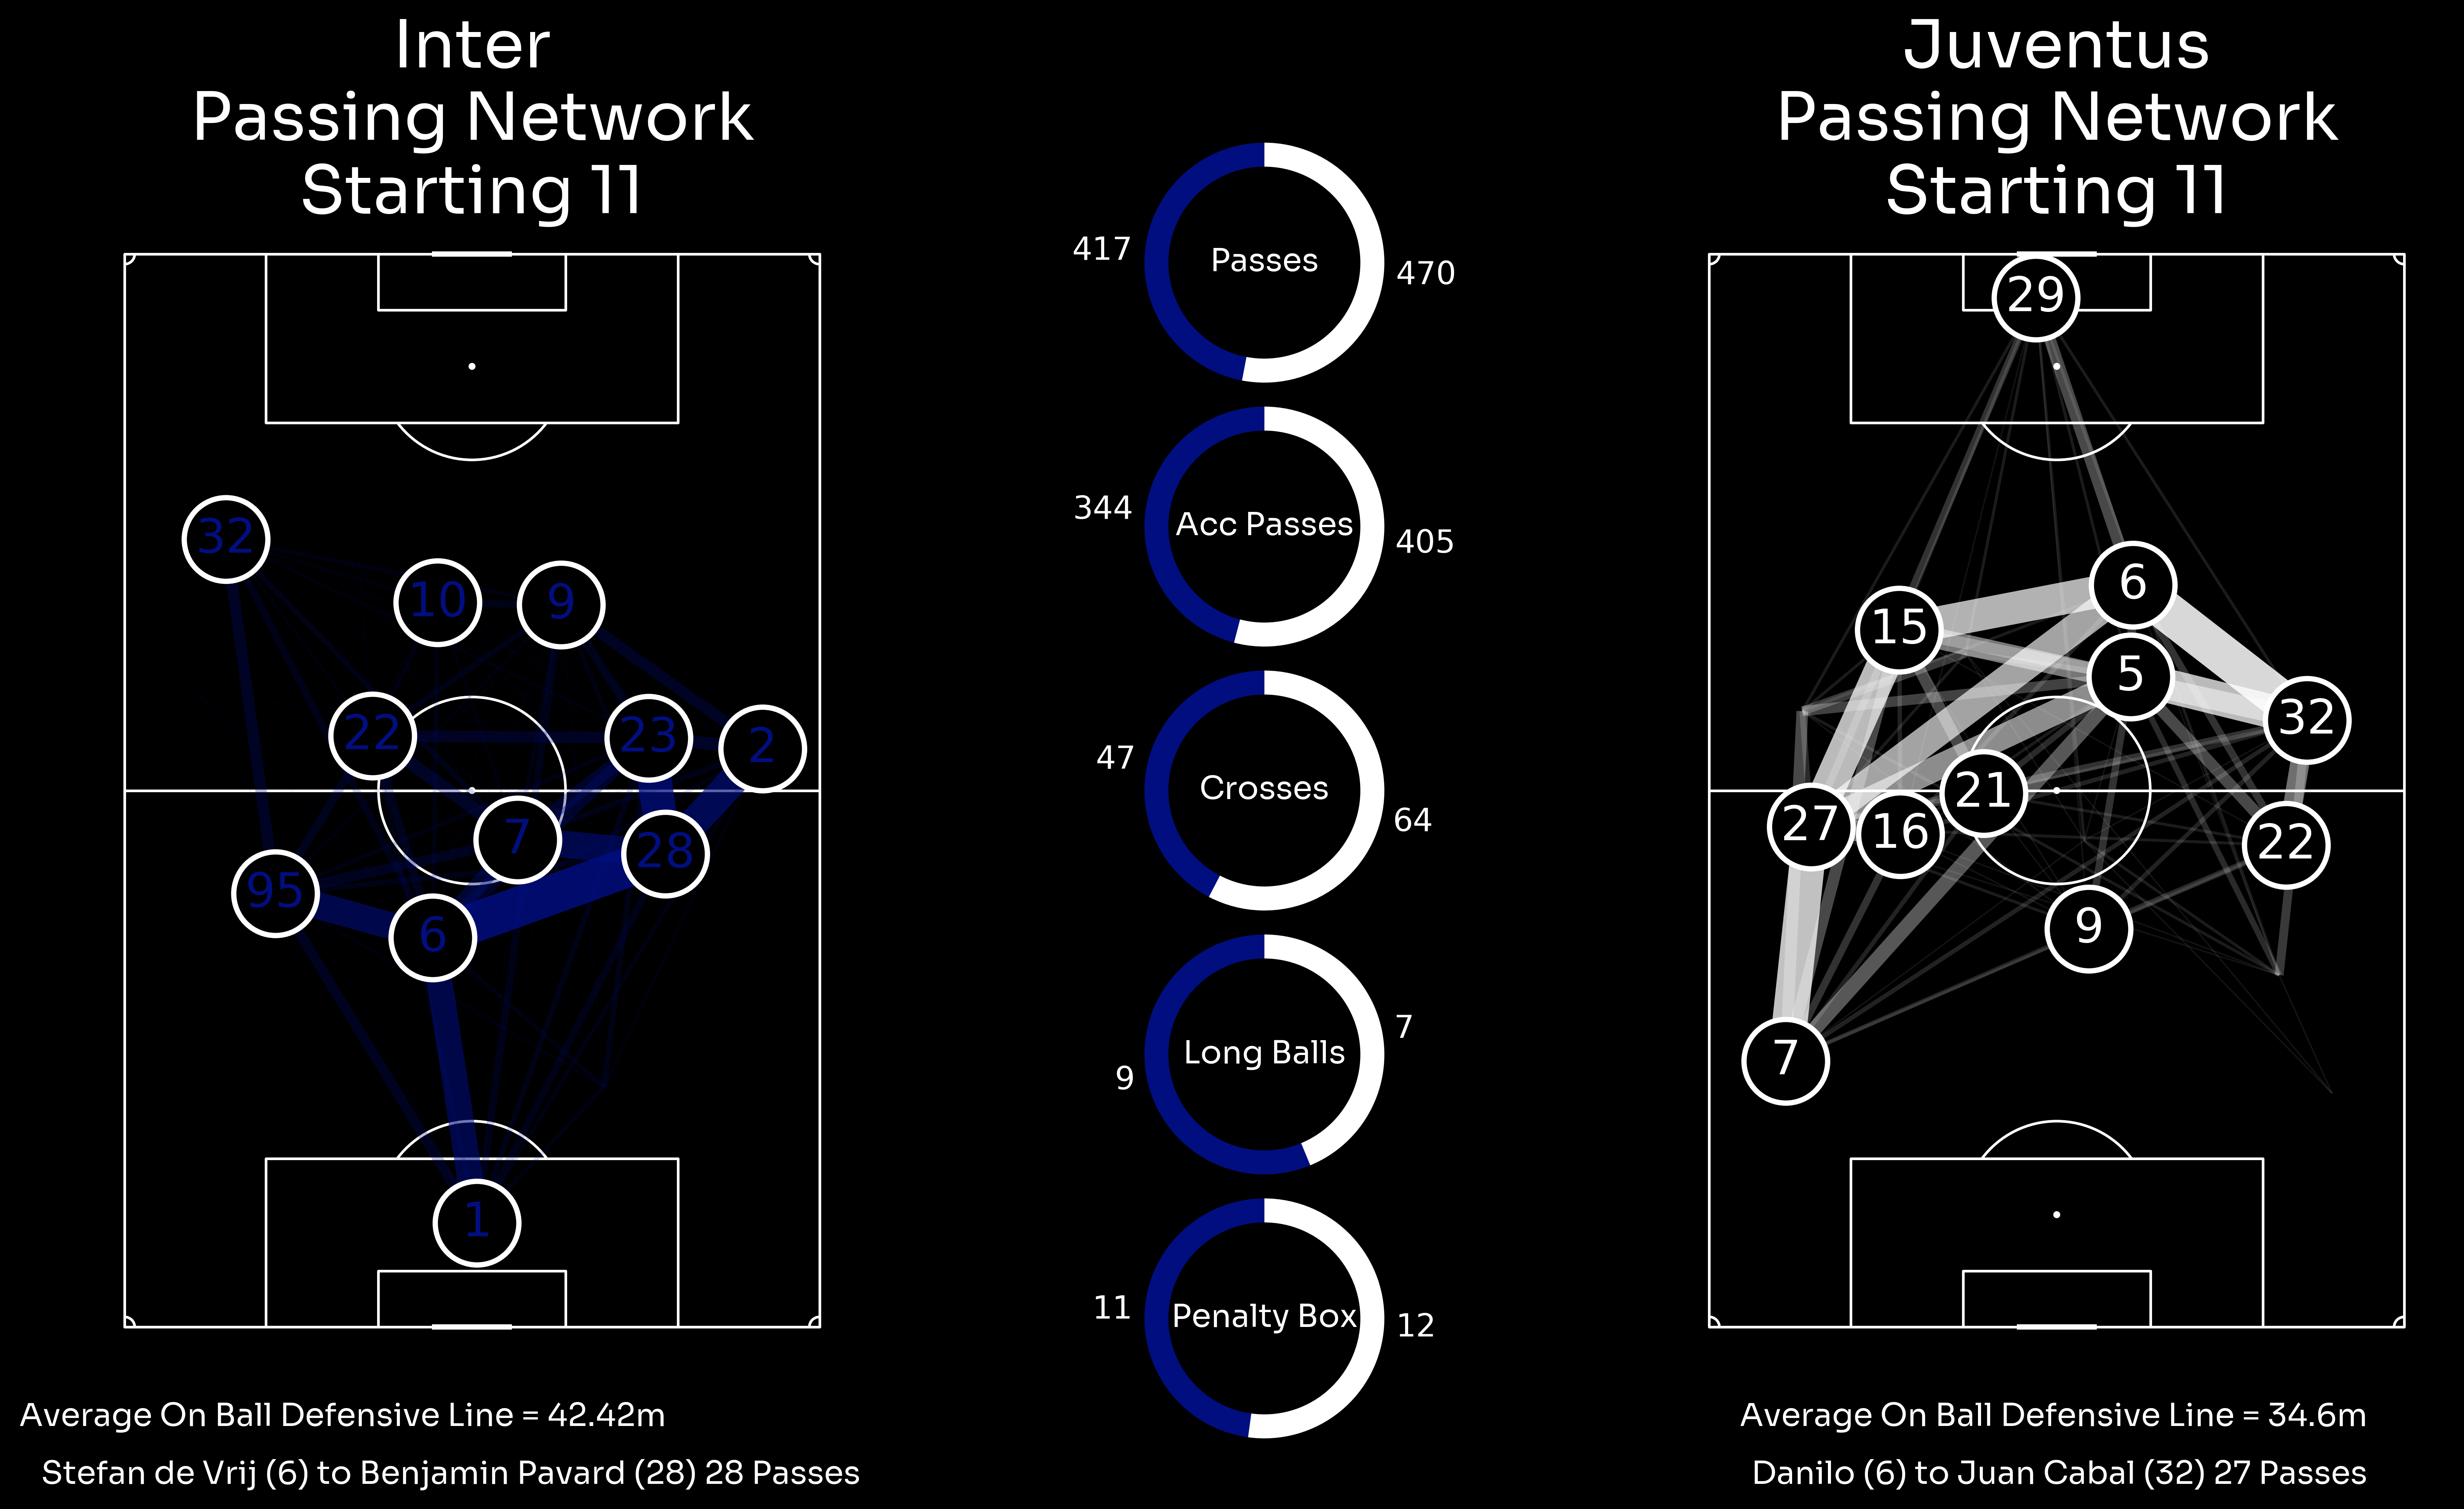 Inter
Passing Network
Starting 11
32
10
9
22
23
2
7
28
95
6
1
Average On Ball Defensive Line = 42.42m
Stefan de Vrij (6) to Benjamin Pavard (28) 28 Passes
417
Passes
470
344
Acc Passes
405
47
Crosses
64
9
Long Balls
7
11
Penalty Box
12
Juventus
Passing Network
Starting 11
29
6
15
5
32
21
27
16
22
9
7
Average On Ball Defensive Line = 34.6m
Danilo (6) to Juan Cabal (32) 27 Passes